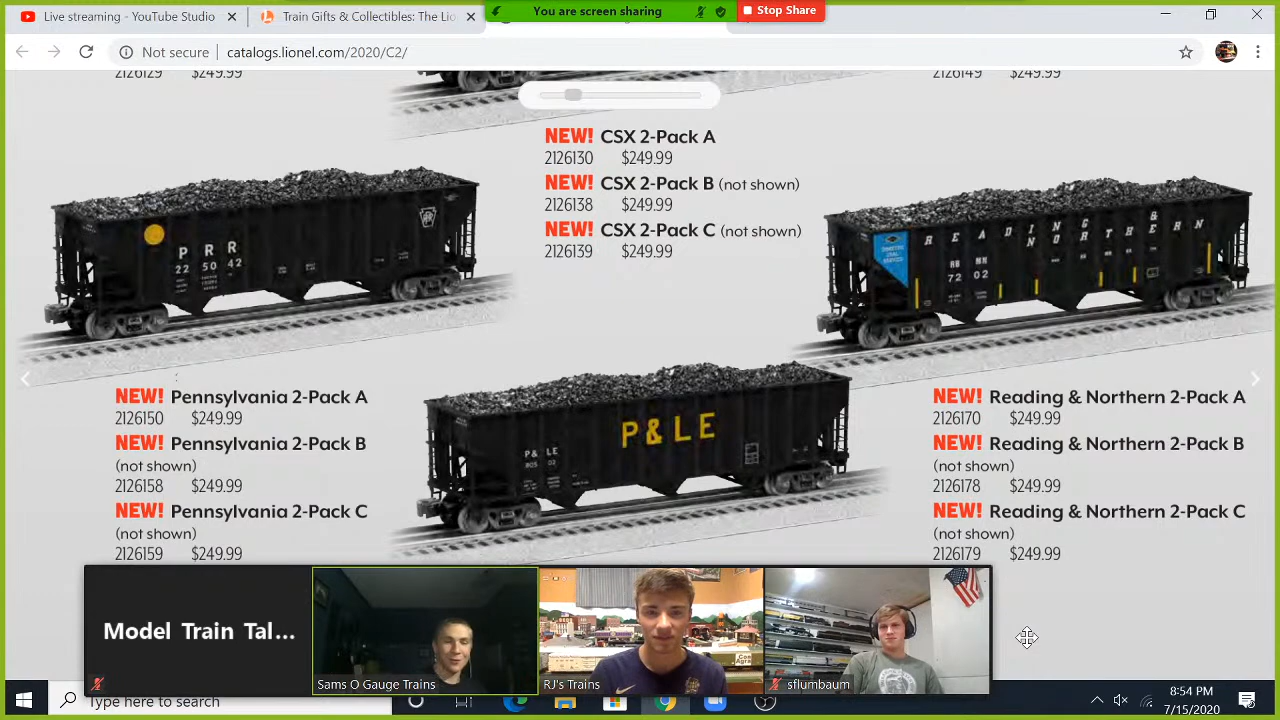 Live streaming - YouTube Studio
Train Gifts & Collectibles: The Lio
You are screen sharing
Stop Share
Not secure
catalogs.lionel.com/2020/C2/
2126129 $249.99
2126149 $249.99
NEW! CSX 2-Pack A
2126130 $249.99
NEW! CSX 2-Pack B (not shown)
2126138 $249.99
NEW! CSX 2-Pack C (not shown)
2126139 $249.99
PRR
225042
READING & NORTHERN
RBMN
7202
NEW! Pennsylvania 2-Pack A
2126150 $249.99
NEW! Pennsylvania 2-Pack B
(not shown)
2126158 $249.99
NEW! Pennsylvania 2-Pack C
(not shown)
2126159 $249.99
P&LE
P&LE
80502
NEW! Reading & Northern 2-Pack A
2126170 $249.99
NEW! Reading & Northern 2-Pack B
(not shown)
2126178 $249.99
NEW! Reading & Northern 2-Pack C
(not shown)
2126179 $249.99
Model Train Tal...
Sams O Gauge Trains
RJ's Trains
sflumbaum
Type here to search
8:54 PM
7/15/2020